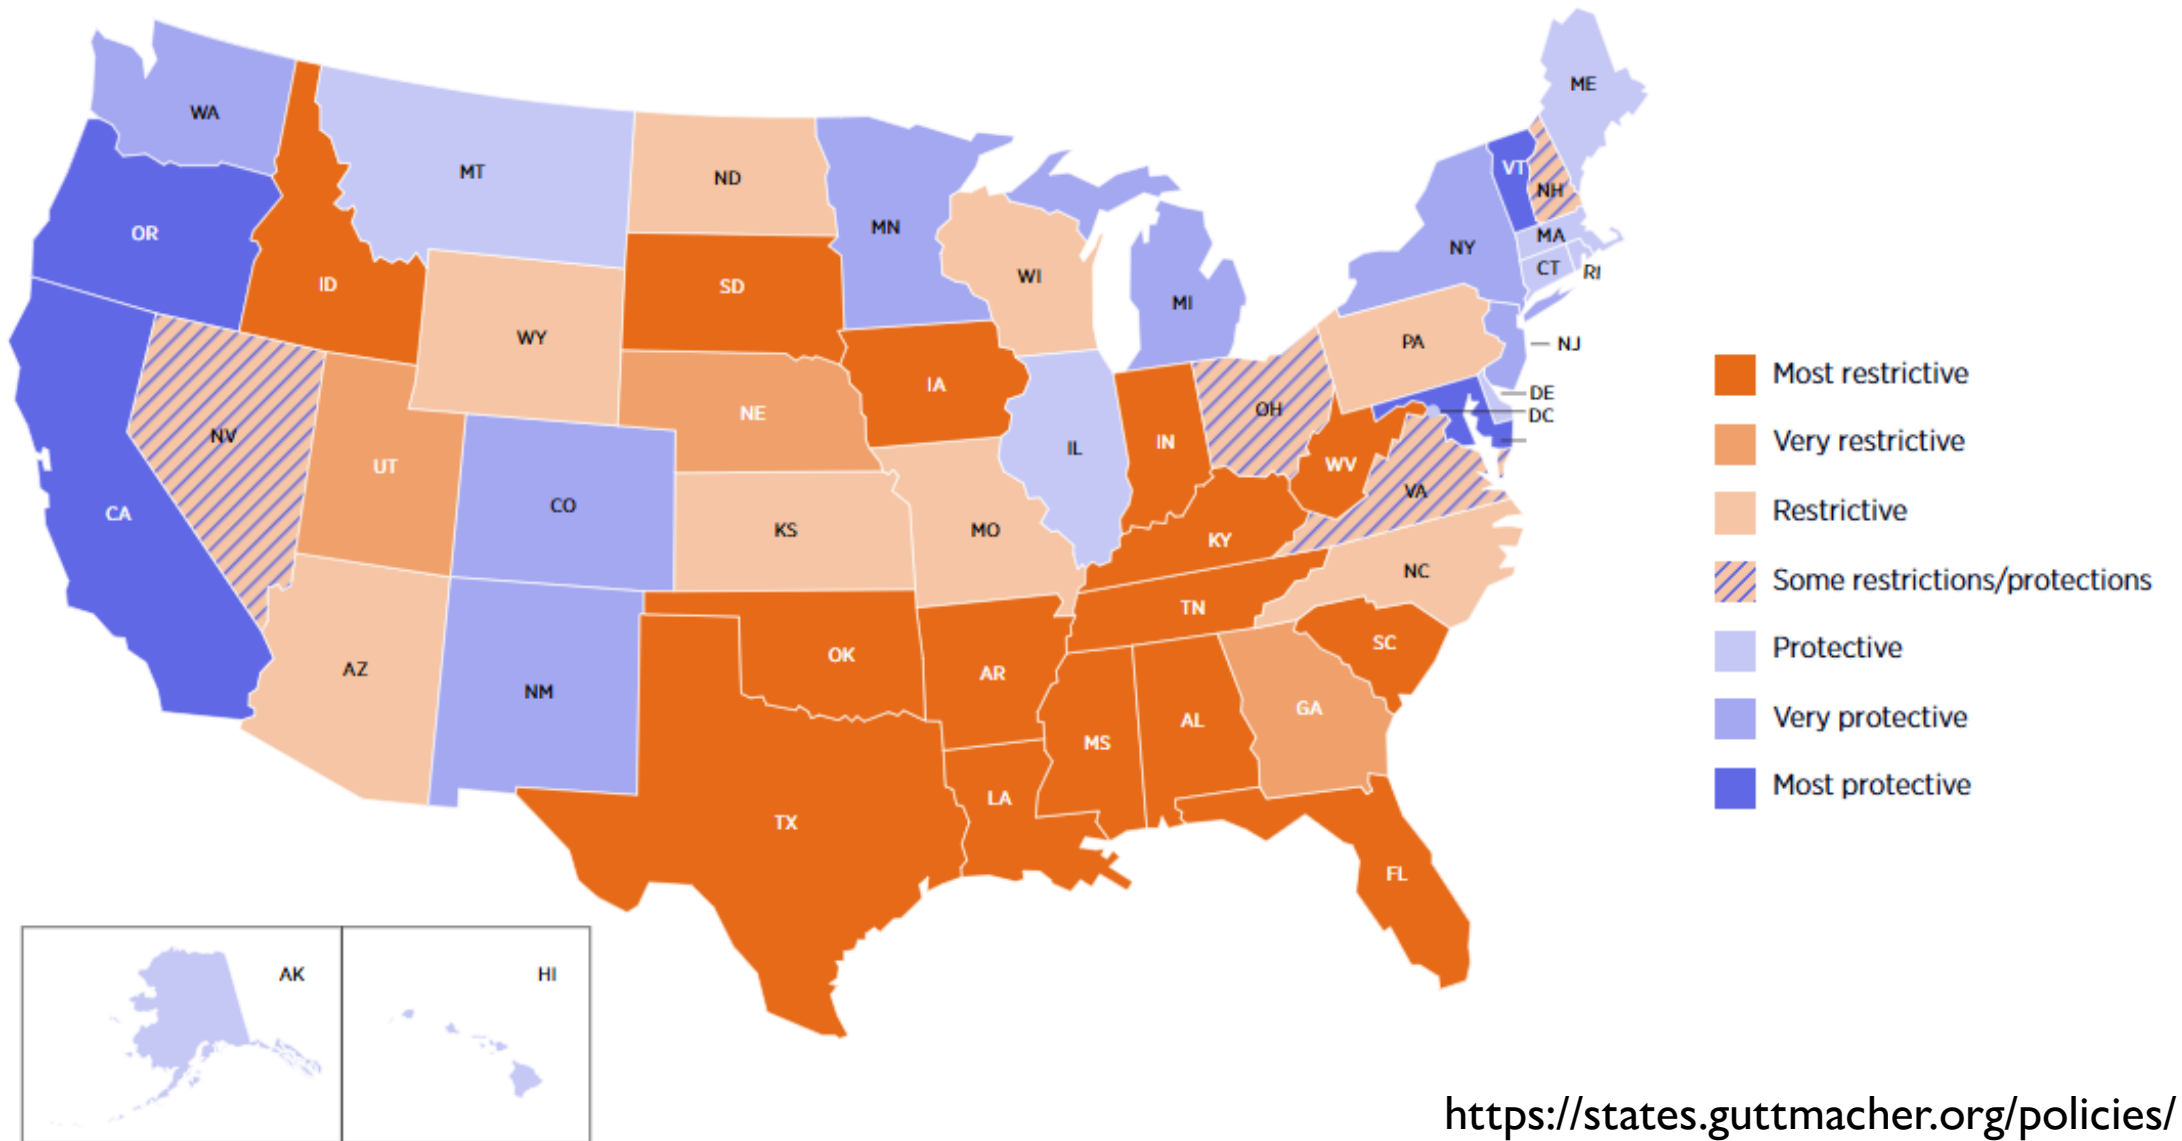 WA
OR
CA
ID
NV
MT
WY
UT
AZ
CO
NM
ND
SD
NE
KS
OK
TX
MN
IA
MO
AR
LA
WI
IL
MI
IN
OH
KY
TN
MS
AL
GA
FL
SC
NC
VA
WV
PA
NY
VT
NH
ME
MA
CT
RI
NJ
DE
DC
AK
HI
Most restrictive
Very restrictive
Restrictive
Some restrictions/protections
Protective
Very protective
Most protective
https://states.guttmacher.org/policies/